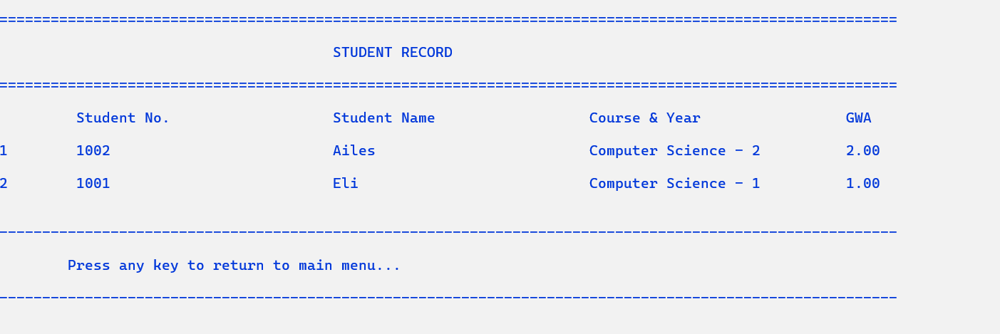 =========================================================================================================
STUDENT RECORD
=========================================================================================================
Student No. Student Name Course & Year GWA
1 1002 Ailes Computer Science - 2 2.00
2 1001 Eli Computer Science - 1 1.00
---------------------------------------------------------------------------------------------------------
Press any key to return to main menu...
---------------------------------------------------------------------------------------------------------